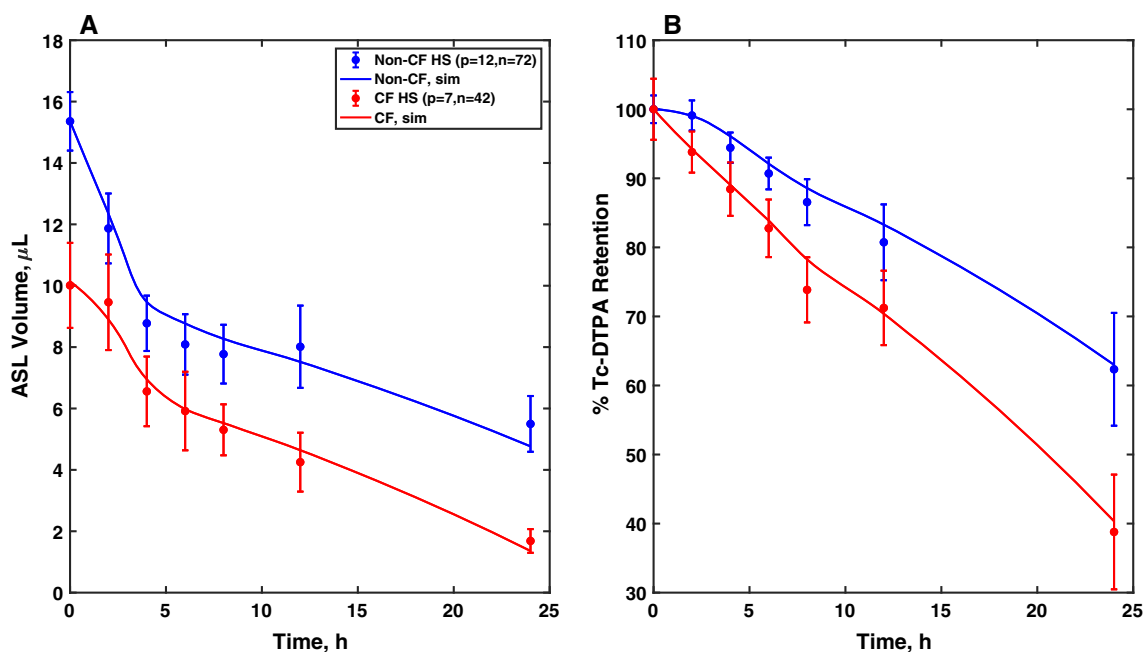 A
18
16
14
12
10
8
6
4
2
0
ASL Volume, μL
0 5 10 15 20 25
Time, h
Non-CF HS (p=12,n=72)
Non-CF, sim
CF HS (p=7,n=42)
CF, sim
B
110
100
90
80
70
60
50
40
30
% Tc-DTPA Retention
0 5 10 15 20 25
Time, h